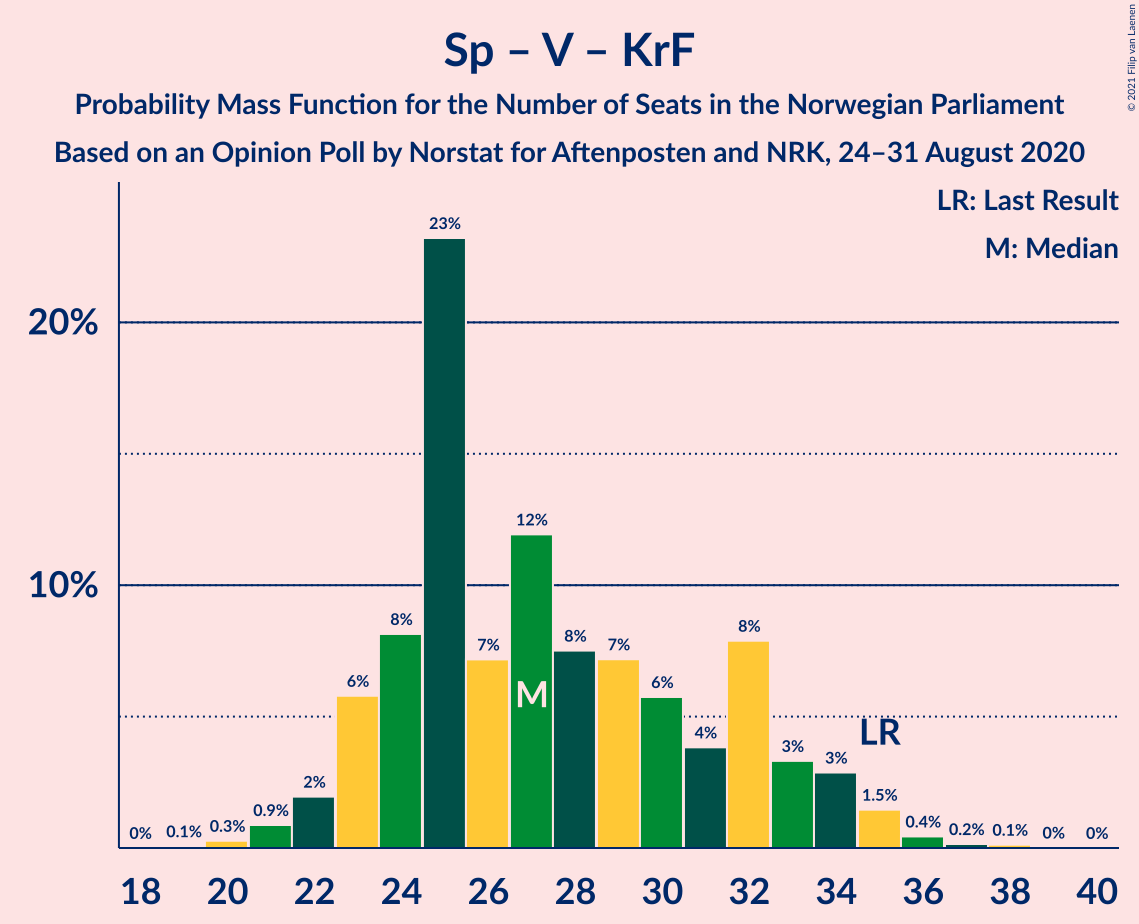 Sp – V – KrF
Probability Mass Function for the Number of Seats in the Norwegian Parliament
Based on an Opinion Poll by Norstat for Aftenposten and NRK, 24–31 August 2020
© 2021 Filip van Laenen
LR: Last Result
M: Median
23%
20%
12%
10%
8%
8%
8%
7%
7%
6%
6%
M
4%
LR
3%
3%
2%
1.5%
0.9%
0.4%
0.3%
0.2%
0.1%
0.1%
0%
0%
0%
18 20 22 24 26 28 30 32 34 36 38 40